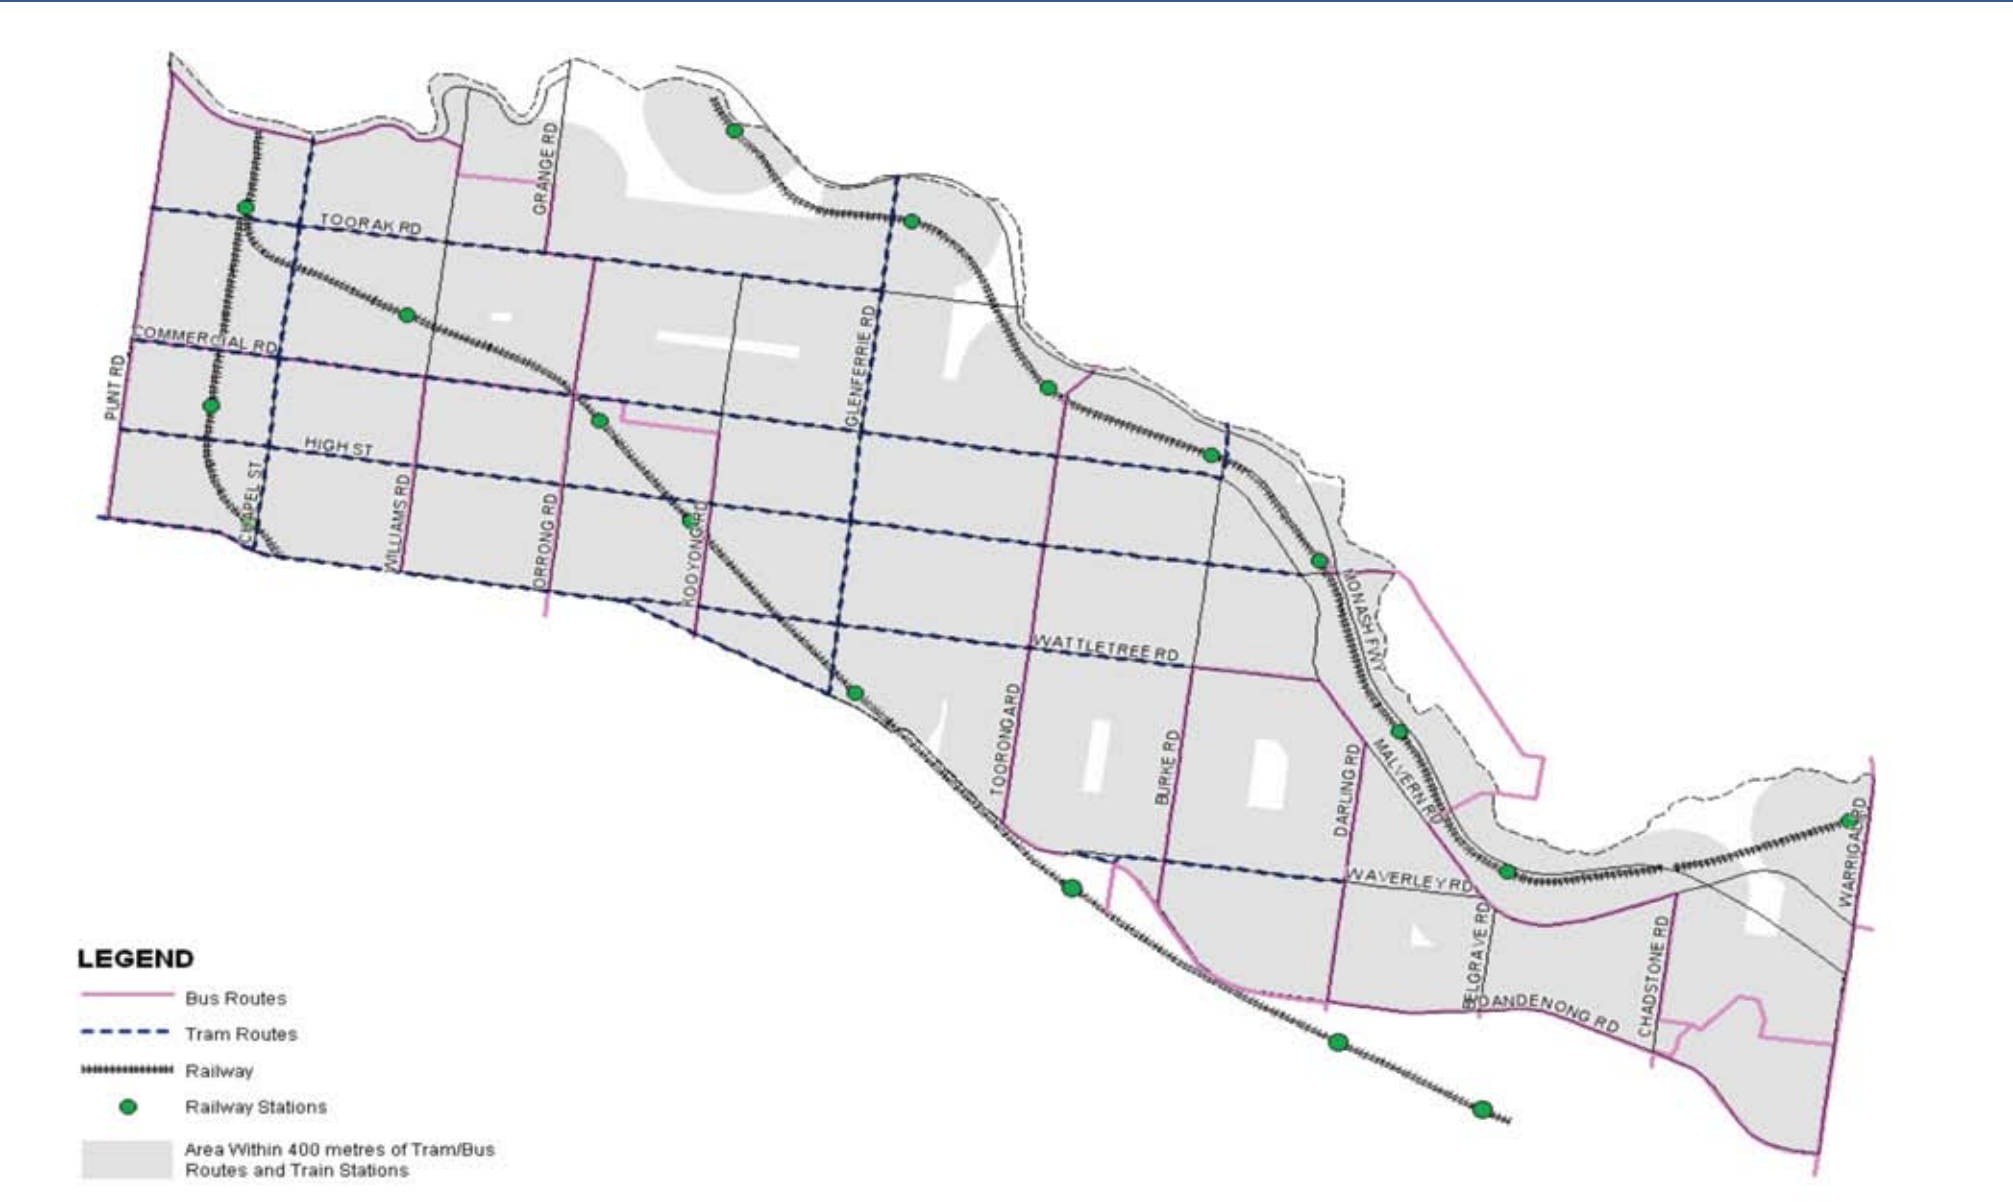 GRANGE RD
TOORAK RD
COMMERCIAL RD
PUNT RD
GLENFERRIE RD
HIGH ST
CHAPEL ST
WILLIAMS RD
ORRONG RD
KOOYONG RD
MONASH FWY
WATTLETREE RD
TOORONGA RD
BURKE RD
DARLING RD
MALVERN RD
WARRIGAL RD
WAVERLEY RD
BELGRAVE RD
CHADSTONE RD
DANDENONG RD
LEGEND
Bus Routes
Tram Routes
Railway
Railway Stations
Area Within 400 metres of Tram/Bus
Routes and Train Stations